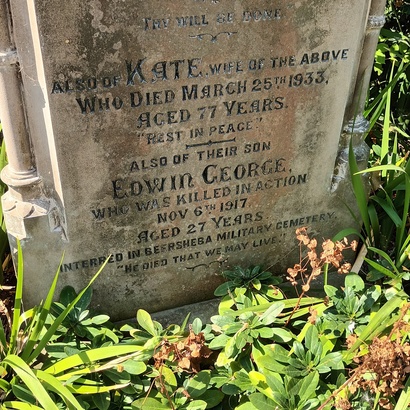 THY WILL BE DONE
ALSO OF KATE, WIFE OF THE ABOVE
WHO DIED MARCH 25TH 1933,
AGED 77 YEARS.
"REST IN PEACE."
ALSO OF THEIR SON
EDWIN GEORGE,
WHO WAS KILLED IN ACTION
NOV 6TH 1917,
AGED 27 YEARS.
INTERRED IN BEERSHEBA MILITARY CEMETERY.
"HE DIED THAT WE MAY LIVE."